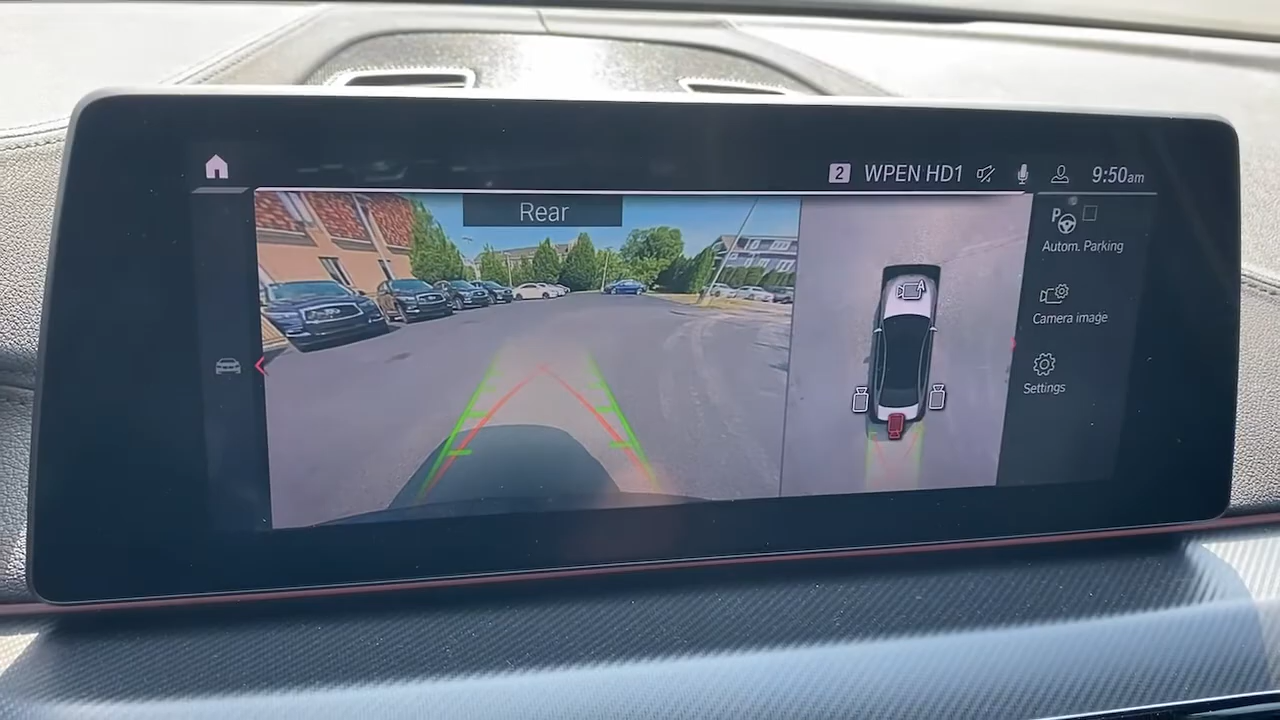 2 WPEN HD1 9:50am
Rear
P
Autom. Parking
A
Camera image
Settings